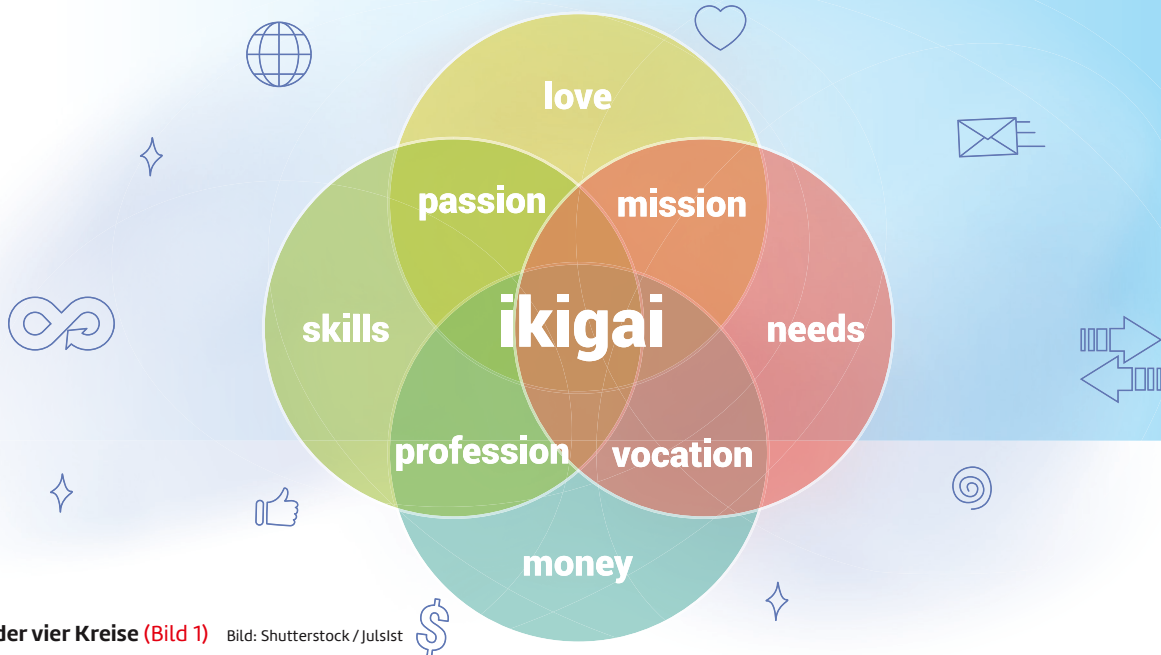 love
passion
mission
skills
ikigai
needs
profession
vocation
money
der vier Kreise (Bild 1) Bild: Shutterstock / JulsIst
$